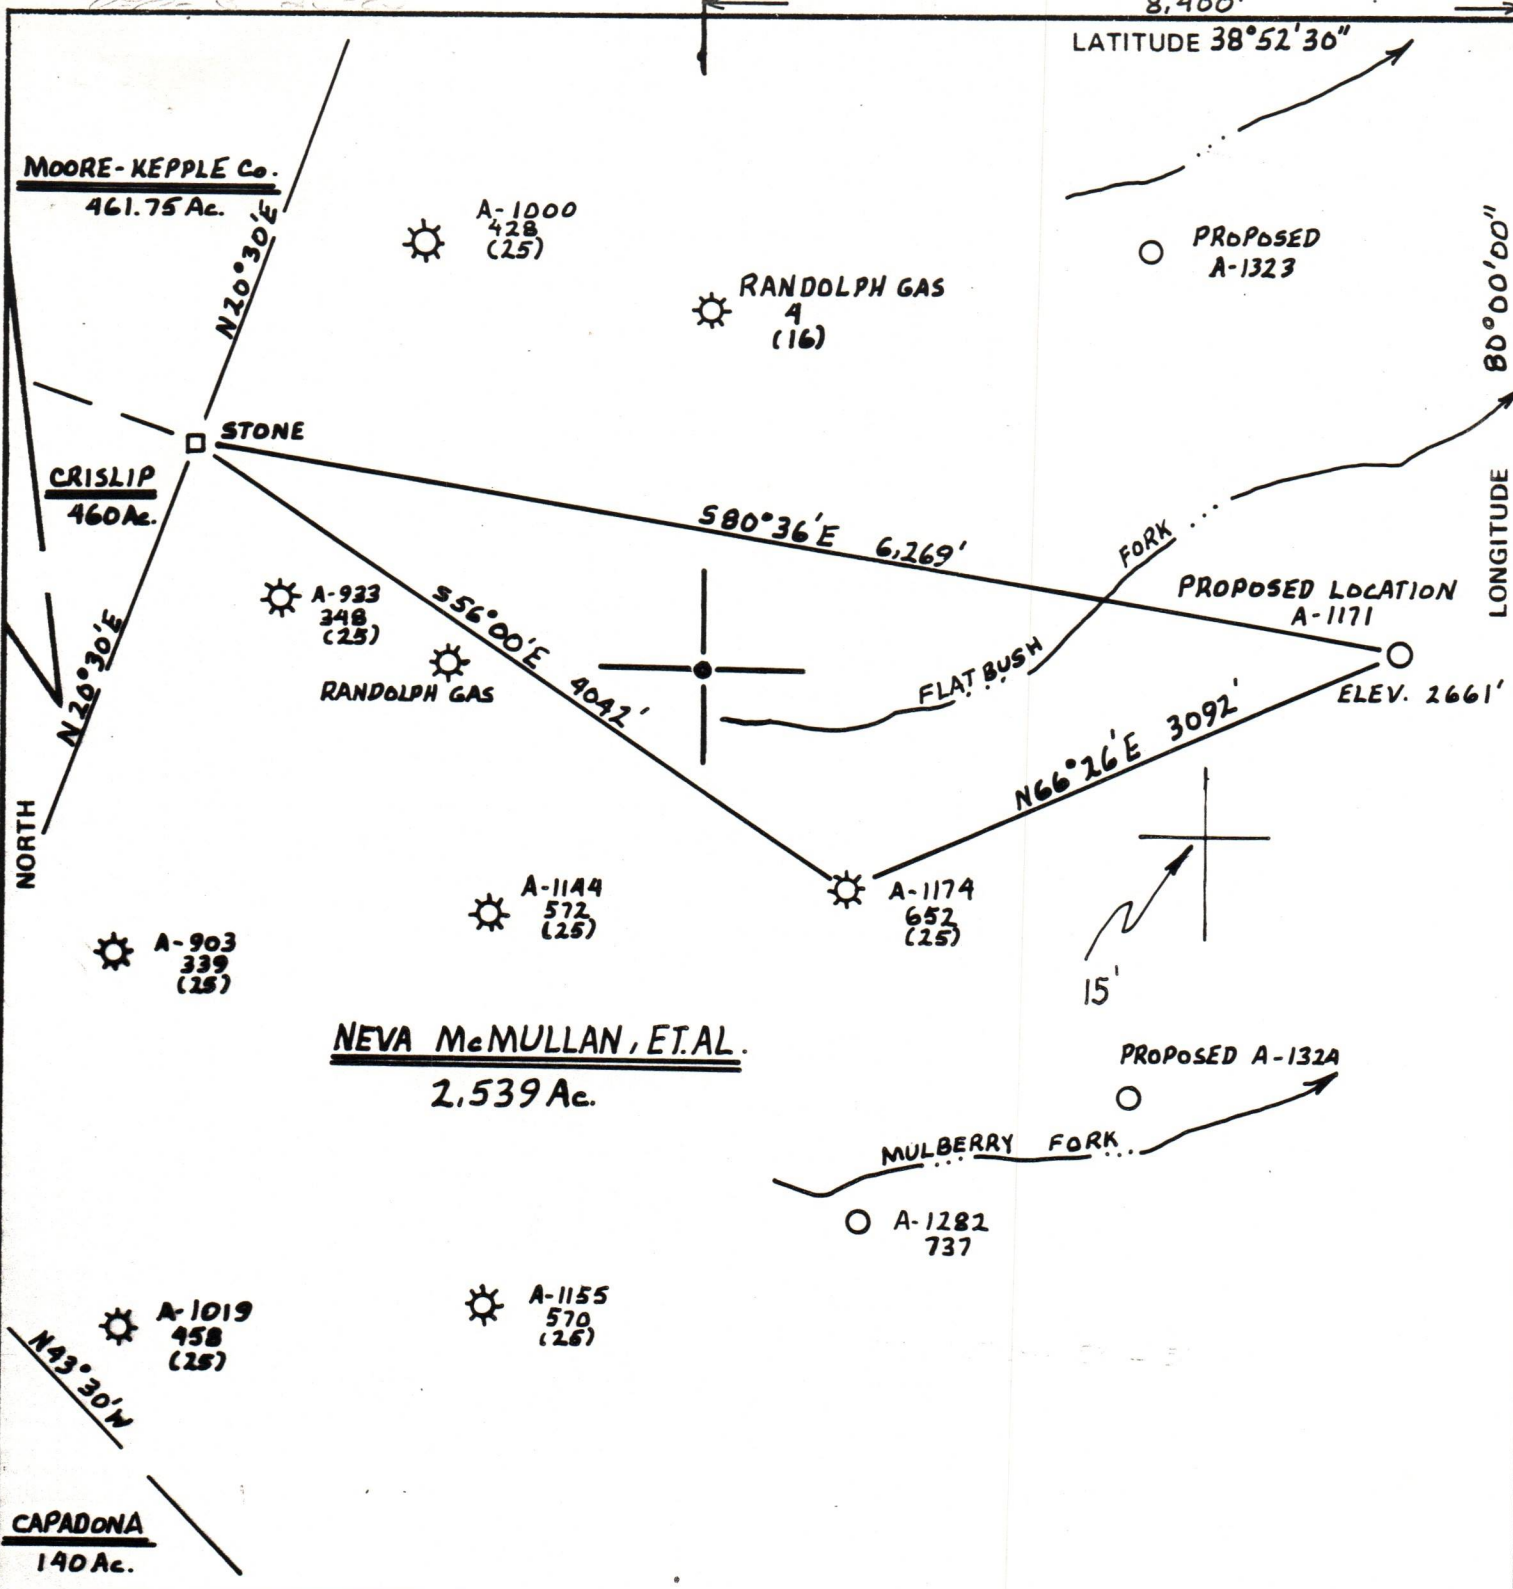 8,400'
LATITUDE 38°52'30"
MOORE-KEPPLE Co.
461.75 Ac.
N20°30'E
A-1000
428
(25)
RANDOLPH GAS
4
(16)
PROPOSED
A-1323
80°00'00"
LONGITUDE
STONE
CRISLIP
460 Ac.
S80°36'E 6,269'
FORK
PROPOSED LOCATION
A-1171
ELEV. 2661'
A-933
348
(25)
S56°00'E 4042'
RANDOLPH GAS
FLAT BUSH
N20°30'E
N66°26'E 3092'
NORTH
A-1144
572
(25)
A-1174
652
(25)
A-903
339
(25)
15'
NEVA McMULLAN, ET.AL.
2,539 Ac.
PROPOSED A-1324
MULBERRY FORK
A-1282
737
A-1019
458
(25)
A-1155
570
(25)
N43°30'W
CAPADONA
140 Ac.